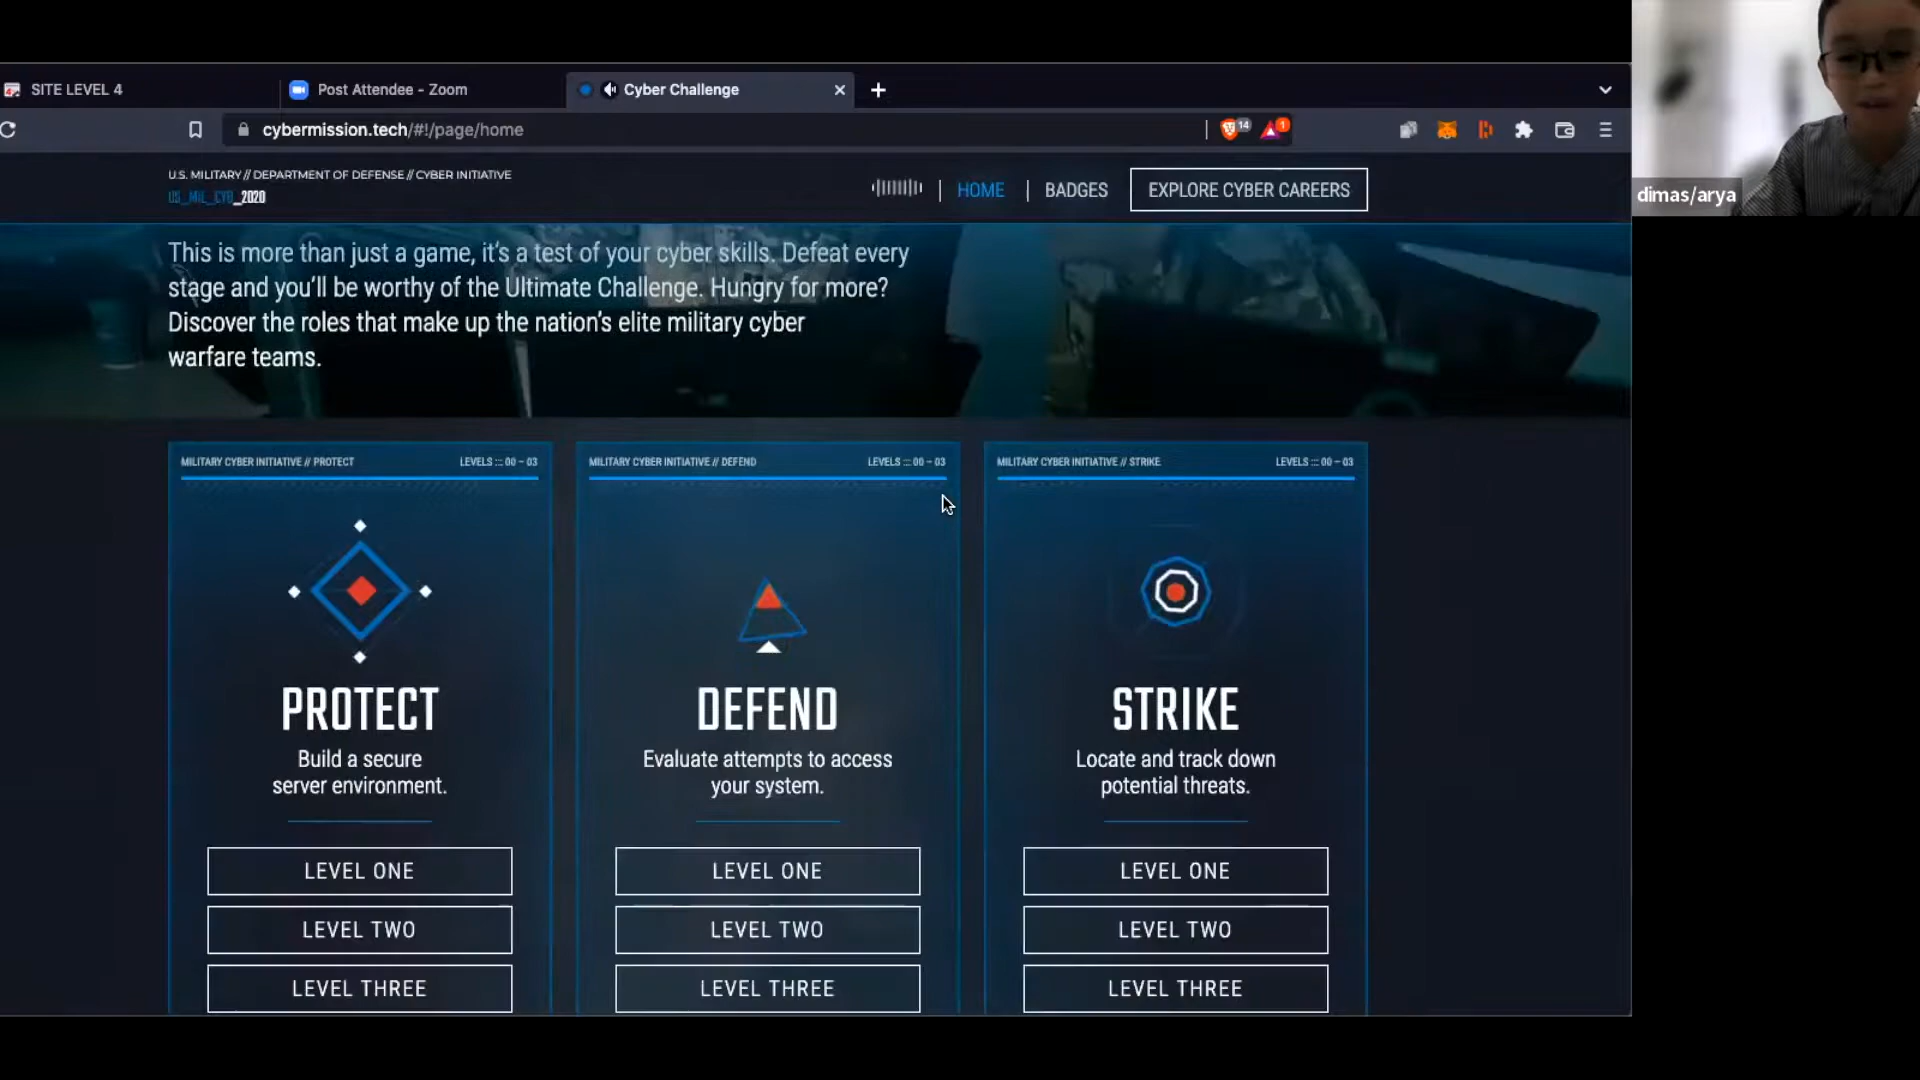 SITE LEVEL 4
Post Attendee - Zoom
Cyber Challenge
cybermission.tech/#!/page/home
14
1
dimas/arya
U.S. MILITARY // DEPARTMENT OF DEFENSE // CYBER INITIATIVE
US_MIL_CYB_2020
HOME
BADGES
EXPLORE CYBER CAREERS
This is more than just a game, it's a test of your cyber skills. Defeat every
stage and you'll be worthy of the Ultimate Challenge. Hungry for more?
Discover the roles that make up the nation's elite military cyber
warfare teams.
MILITARY CYBER INITIATIVE // PROTECT
LEVELS ::: 00 – 03
PROTECT
Build a secure
server environment.
LEVEL ONE
LEVEL TWO
LEVEL THREE
MILITARY CYBER INITIATIVE // DEFEND
LEVELS ::: 00 – 03
DEFEND
Evaluate attempts to access
your system.
LEVEL ONE
LEVEL TWO
LEVEL THREE
MILITARY CYBER INITIATIVE // STRIKE
LEVELS ::: 00 – 03
STRIKE
Locate and track down
potential threats.
LEVEL ONE
LEVEL TWO
LEVEL THREE